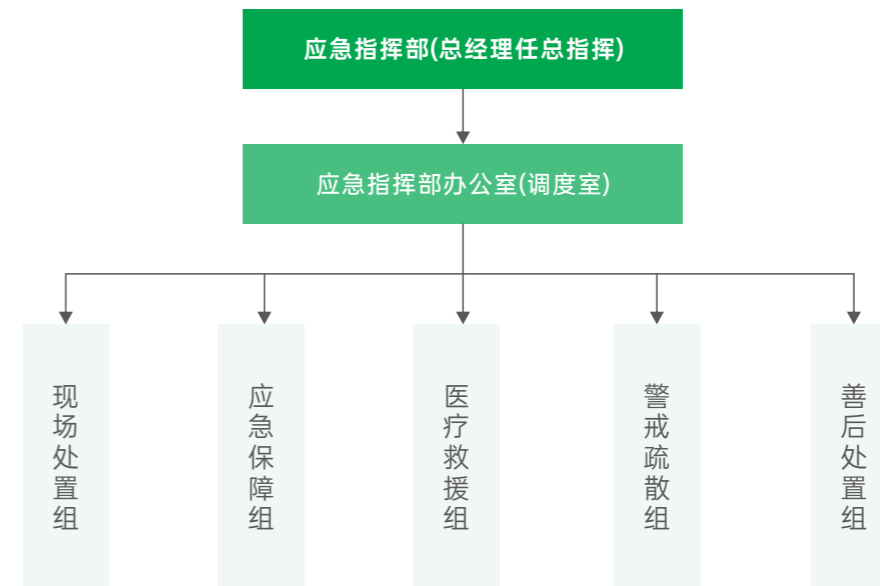 应急指挥部(总经理任总指挥)
应急指挥部办公室(调度室)
现场处置组
应急保障组
医疗救援组
警戒疏散组
善后处置组